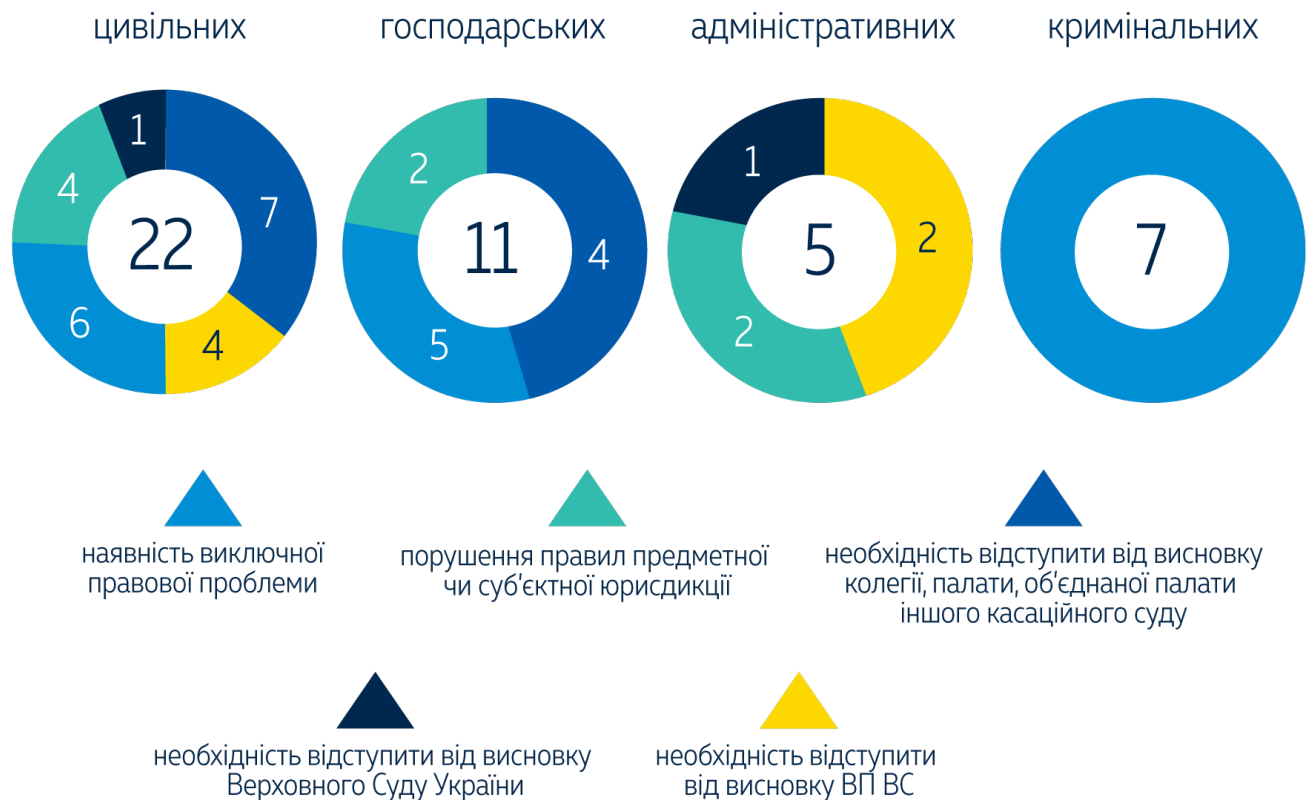 цивільних
господарських
адміністративних
кримінальних
1
7
4
6
4
22
2
4
5
11
1
2
2
5
7
наявність виключної
правової проблеми
порушення правил предметної
чи суб'єктної юрисдикції
необхідність відступити від висновку
колегії, палати, об'єднаної палати
іншого касаційного суду
необхідність відступити від висновку
Верховного Суду України
необхідність відступити
від висновку ВП ВС